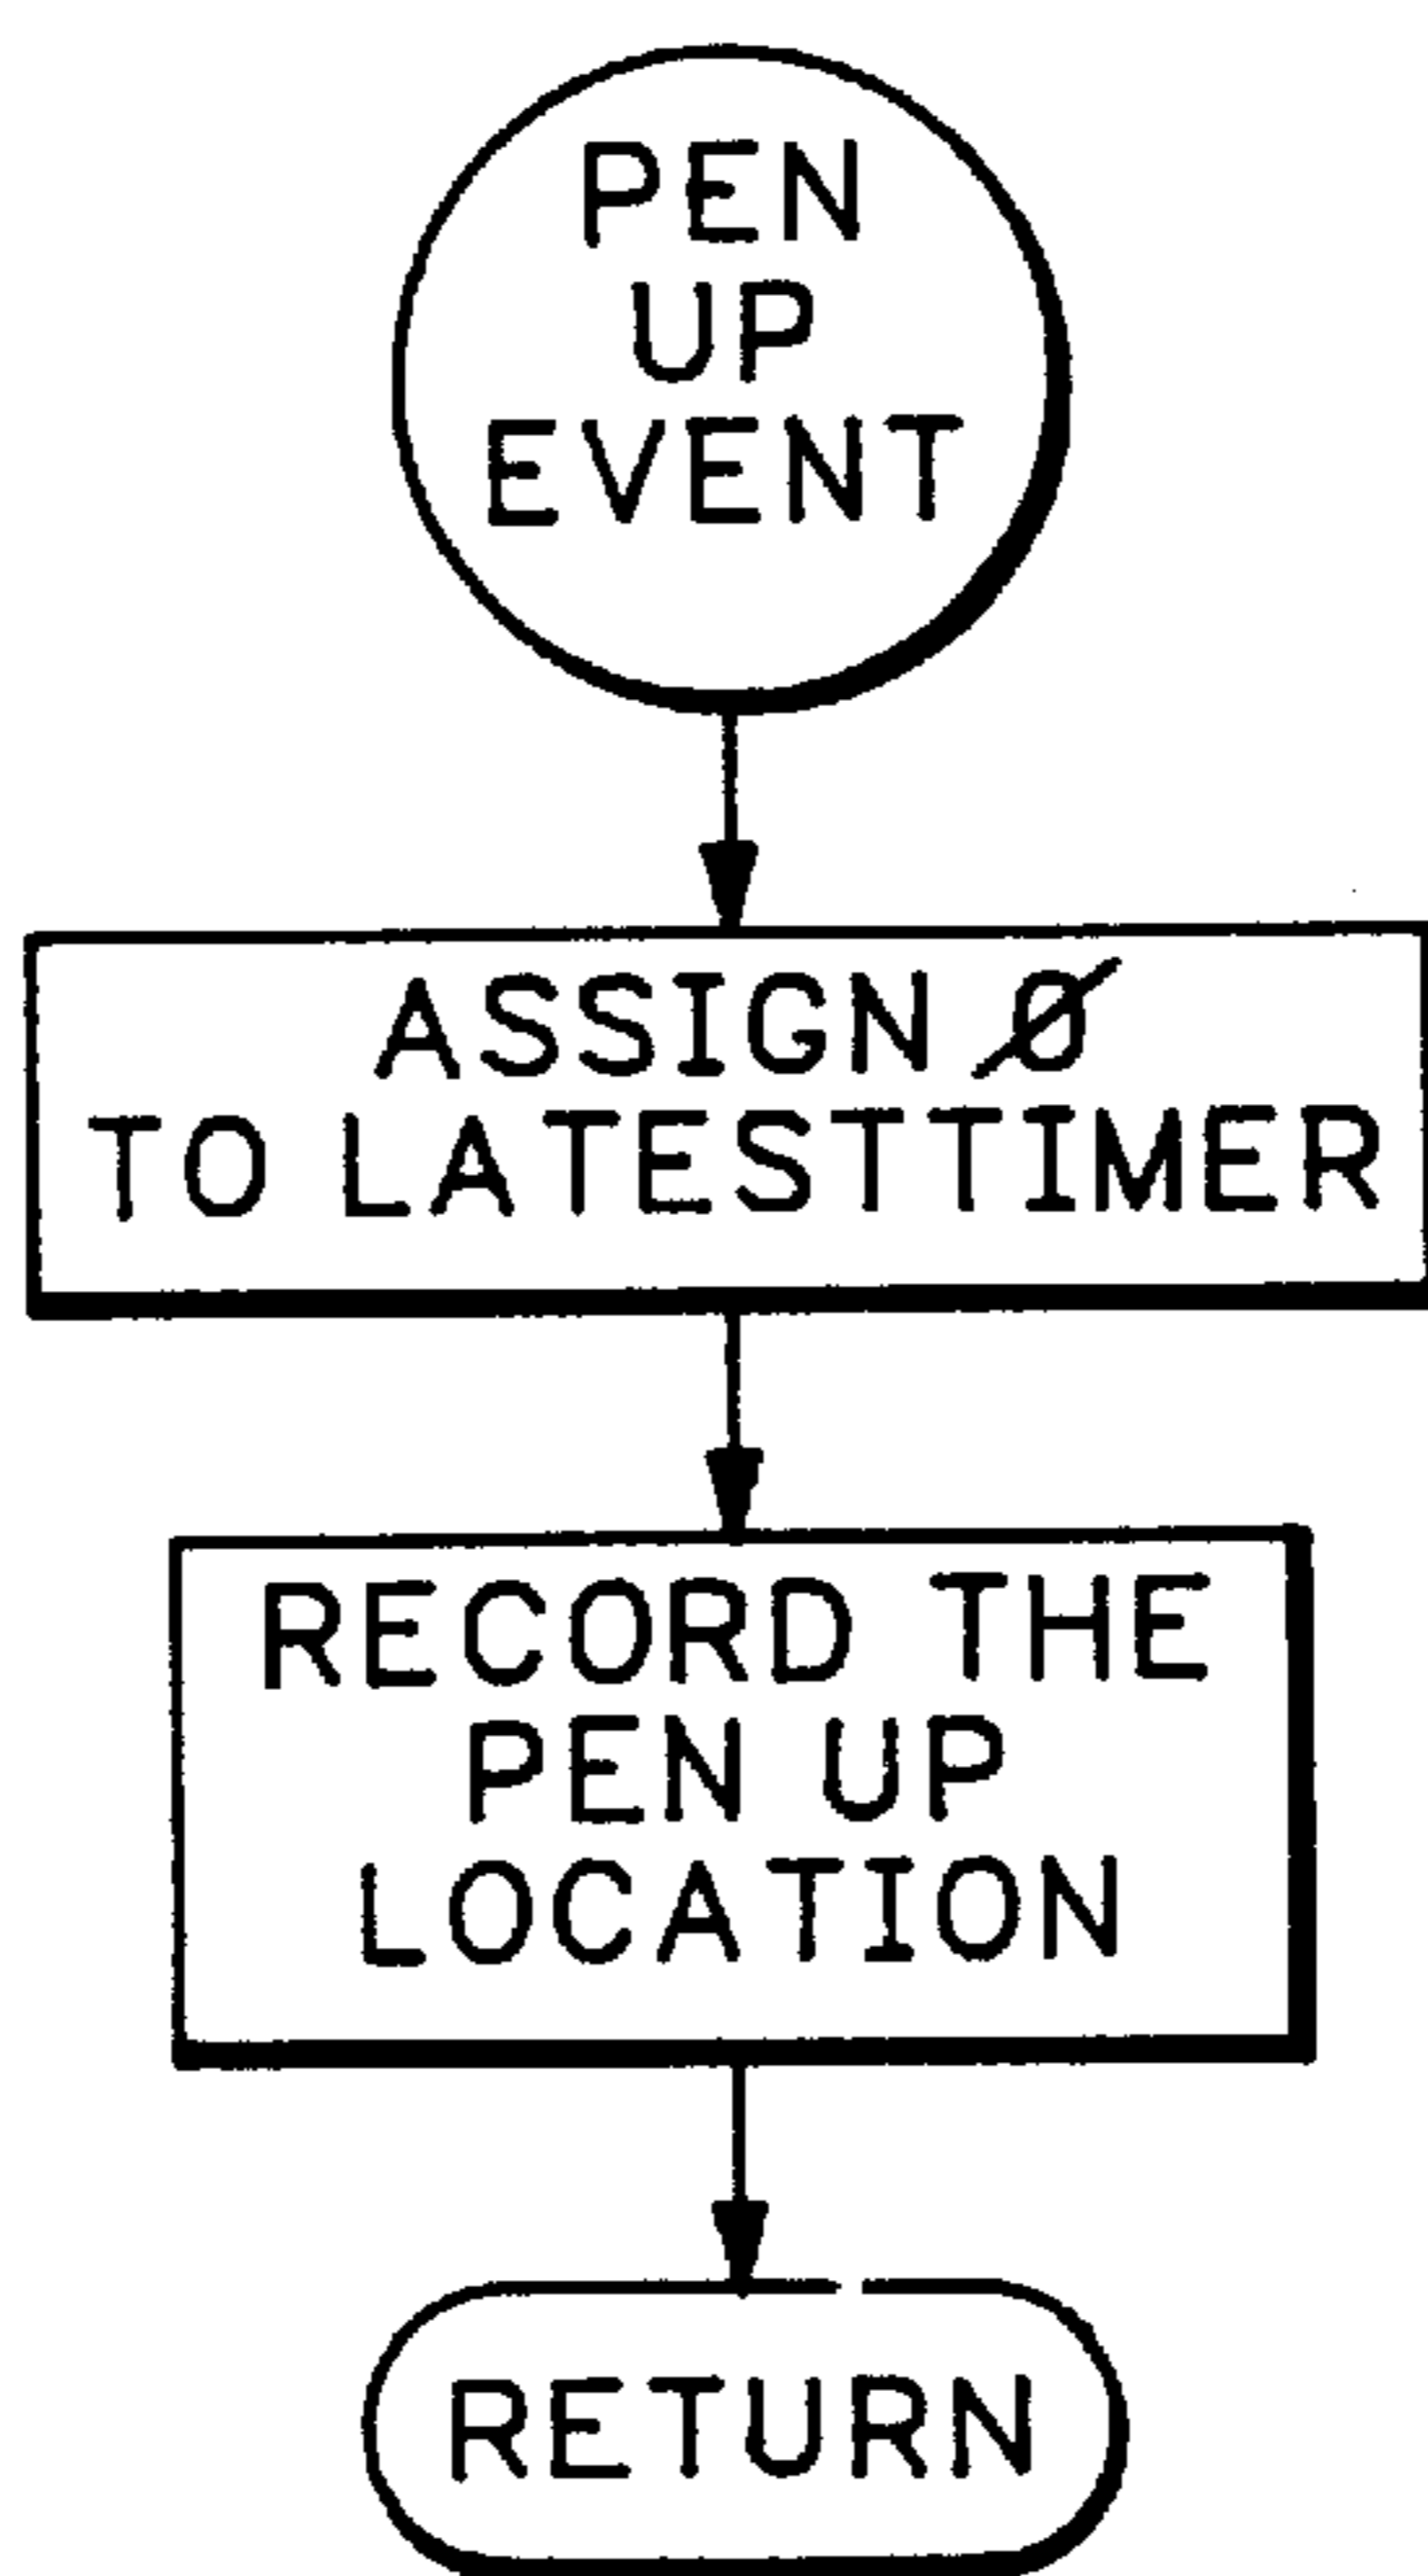 PEN
UP
EVENT
ASSIGN Ø
TO LATESTTIMER
RECORD THE
PEN UP
LOCATION
RETURN